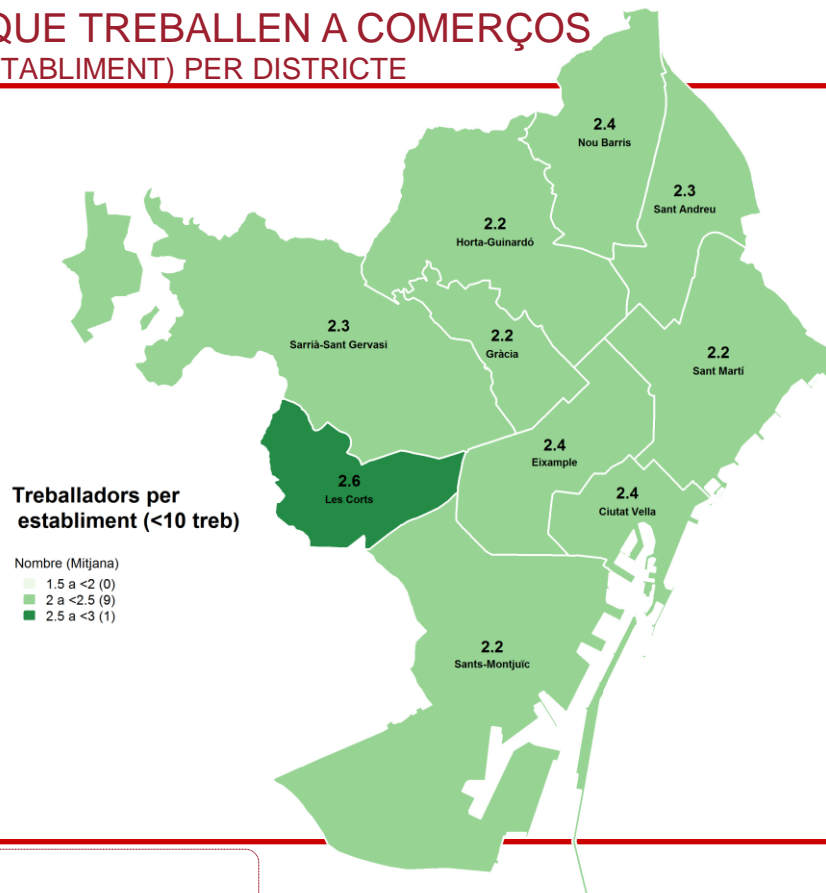 QUE TREBALLEN A COMERÇOS
TABLIMENT) PER DISTRICTE
2.4
Nou Barris
2.3
Sant Andreu
2.2
Horta-Guinardó
2.3
Sarrià-Sant Gervasi
2.2
Gràcia
2.2
Sant Martí
2.4
Eixample
2.6
Les Corts
2.4
Ciutat Vella
Treballadors per
establiment (<10 treb)
Nombre (Mitjana)
1.5 a <2 (0)
2 a <2.5 (9)
2.5 a <3 (1)
2.2
Sants-Montjuïc